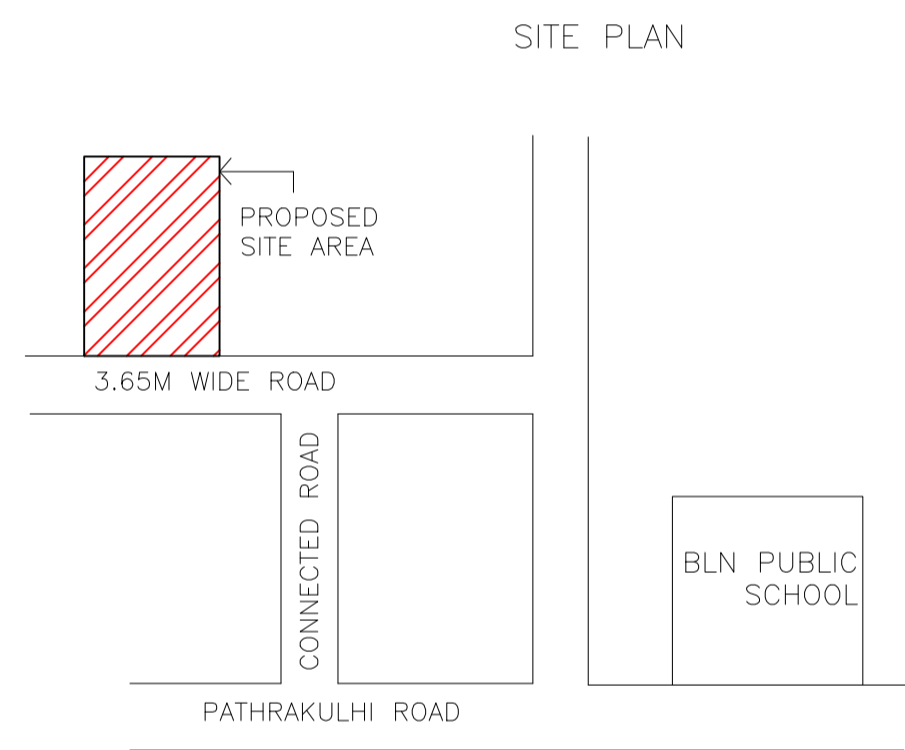 SITE PLAN
PROPOSED
SITE AREA
3.65M WIDE ROAD
CONNECTED ROAD
BLN PUBLIC
SCHOOL
PATHRAKULHI ROAD